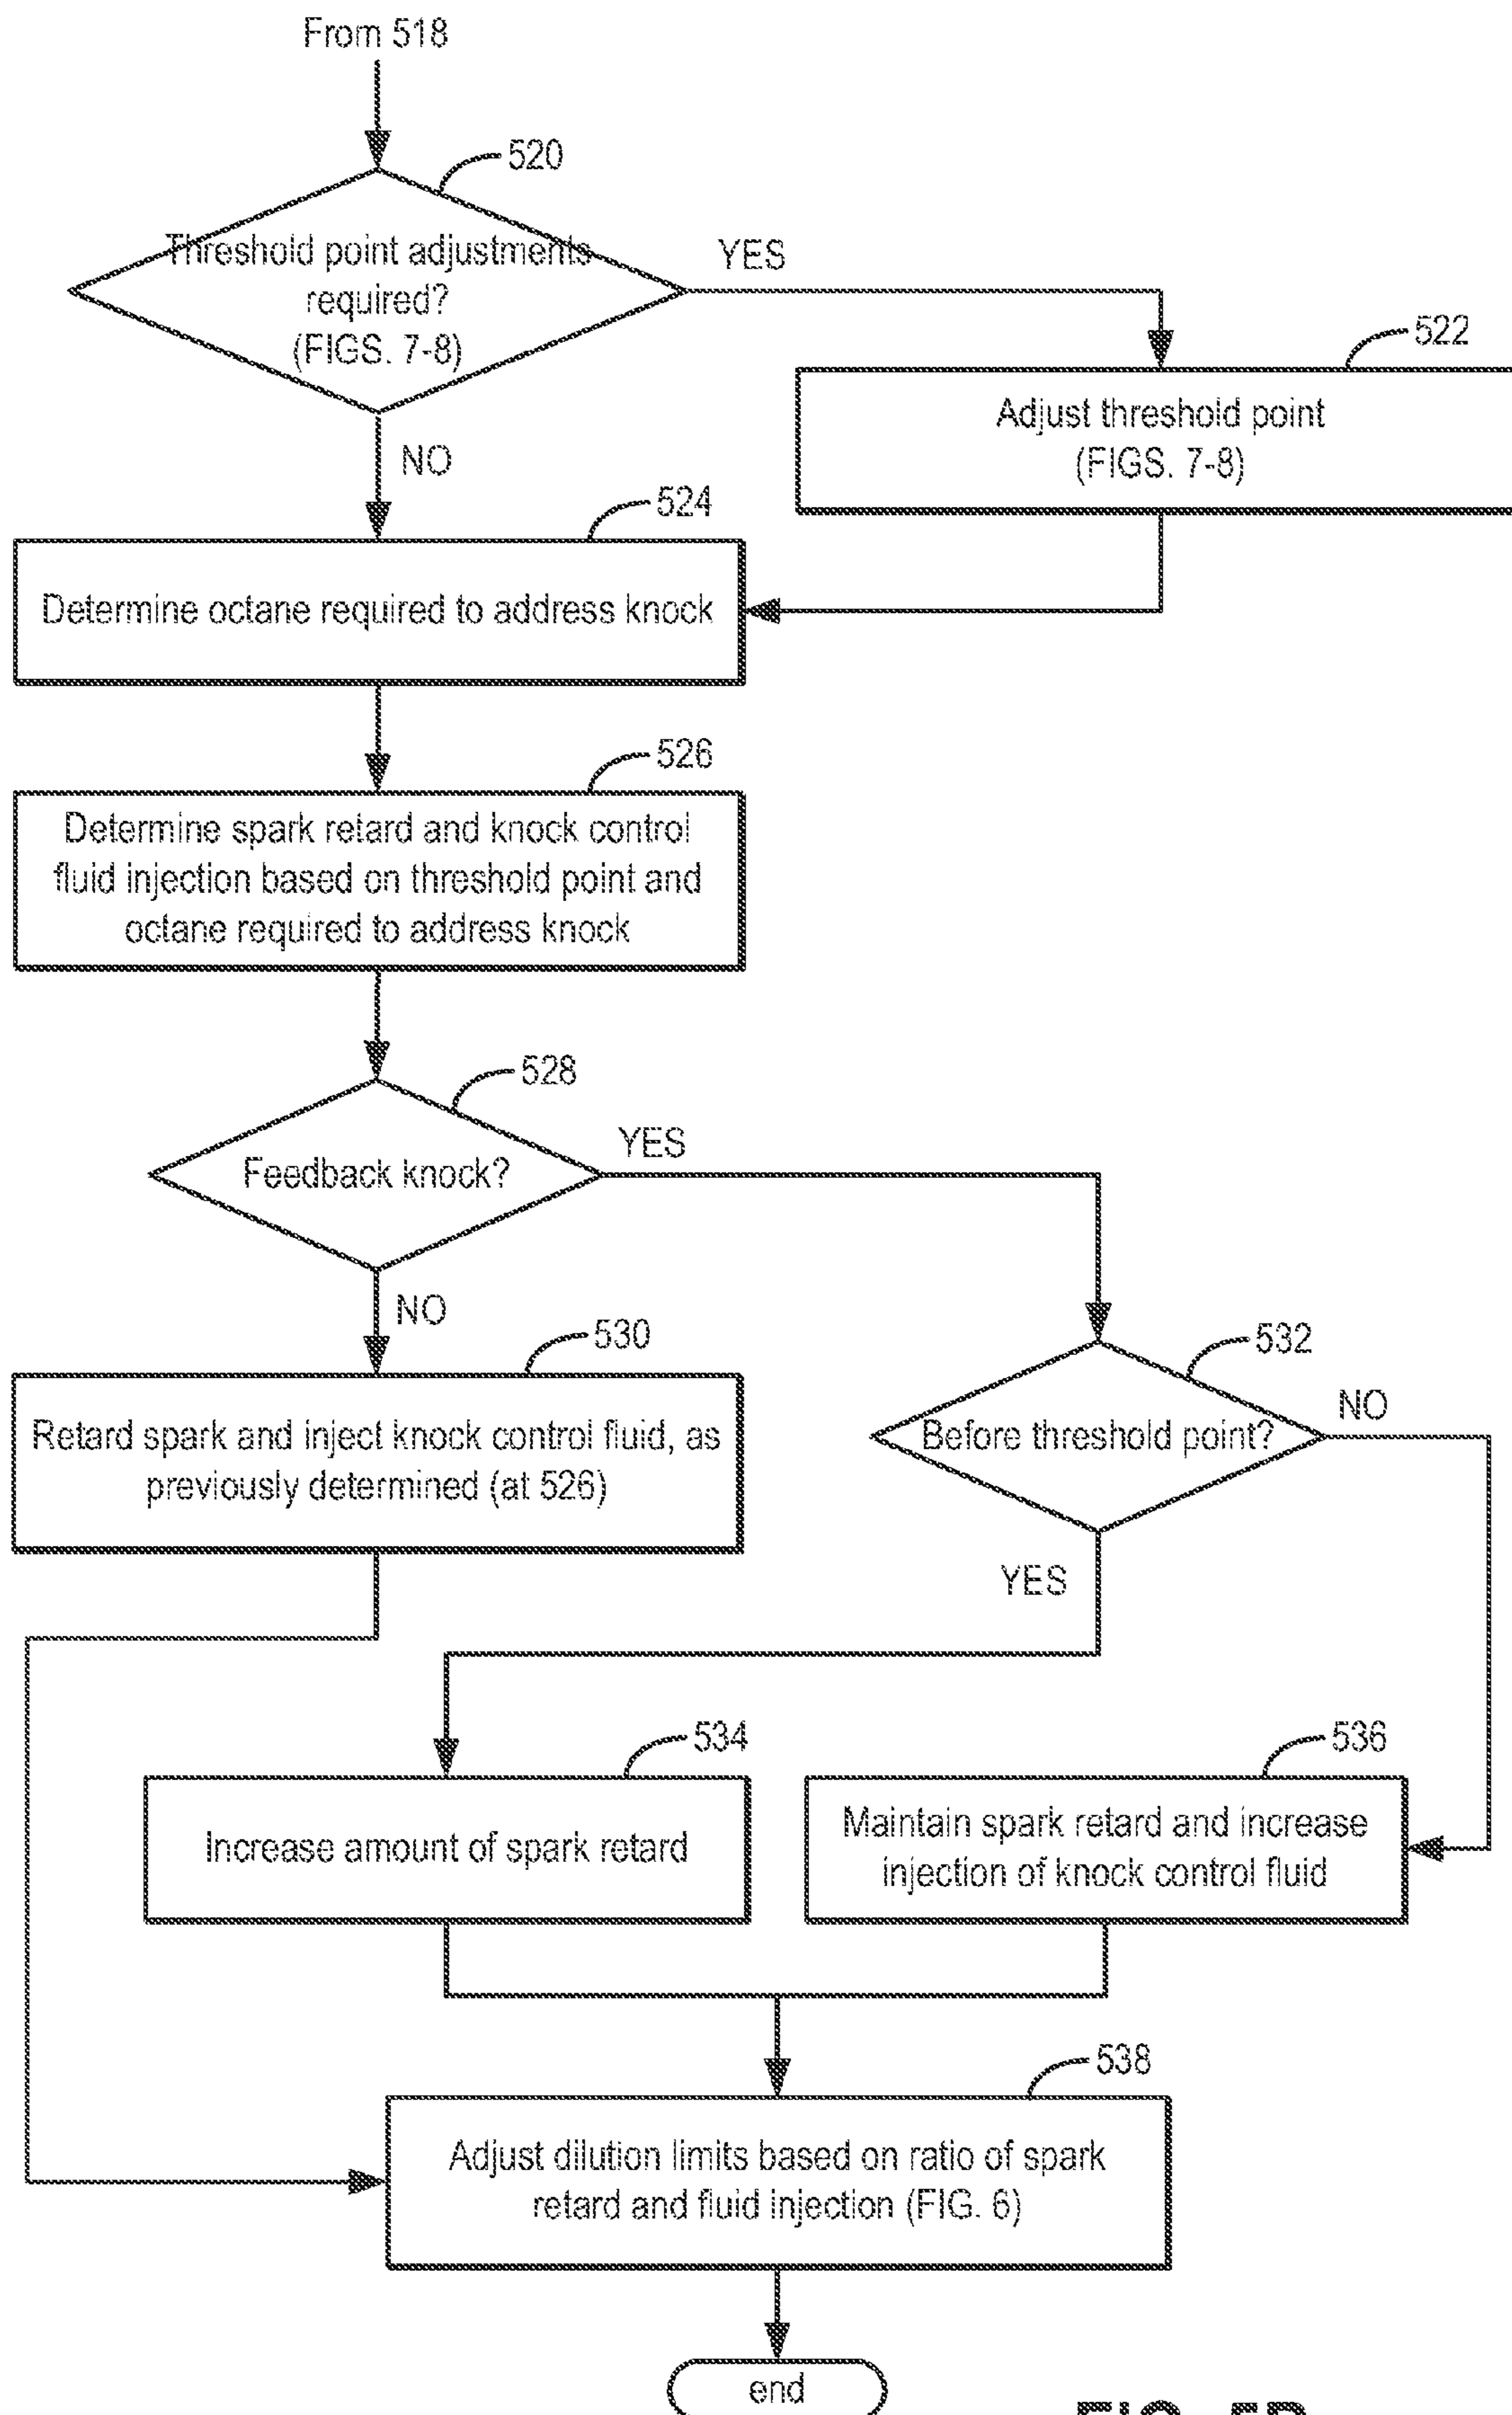 From 518
520
Threshold point adjustments
required?
(FIGS. 7-8)
YES
522
Adjust threshold point
(FIGS. 7-8)
NO
524
Determine octane required to address knock
526
Determine spark retard and knock control
fluid injection based on threshold point and
octane required to address knock
528
Feedback knock?
YES
NO
530
Retard spark and inject knock control fluid, as
previously determined (at 526)
532
Before threshold point?
NO
YES
534
Increase amount of spark retard
536
Maintain spark retard and increase
injection of knock control fluid
538
Adjust dilution limits based on ratio of spark
retard and fluid injection (FIG. 6)
end